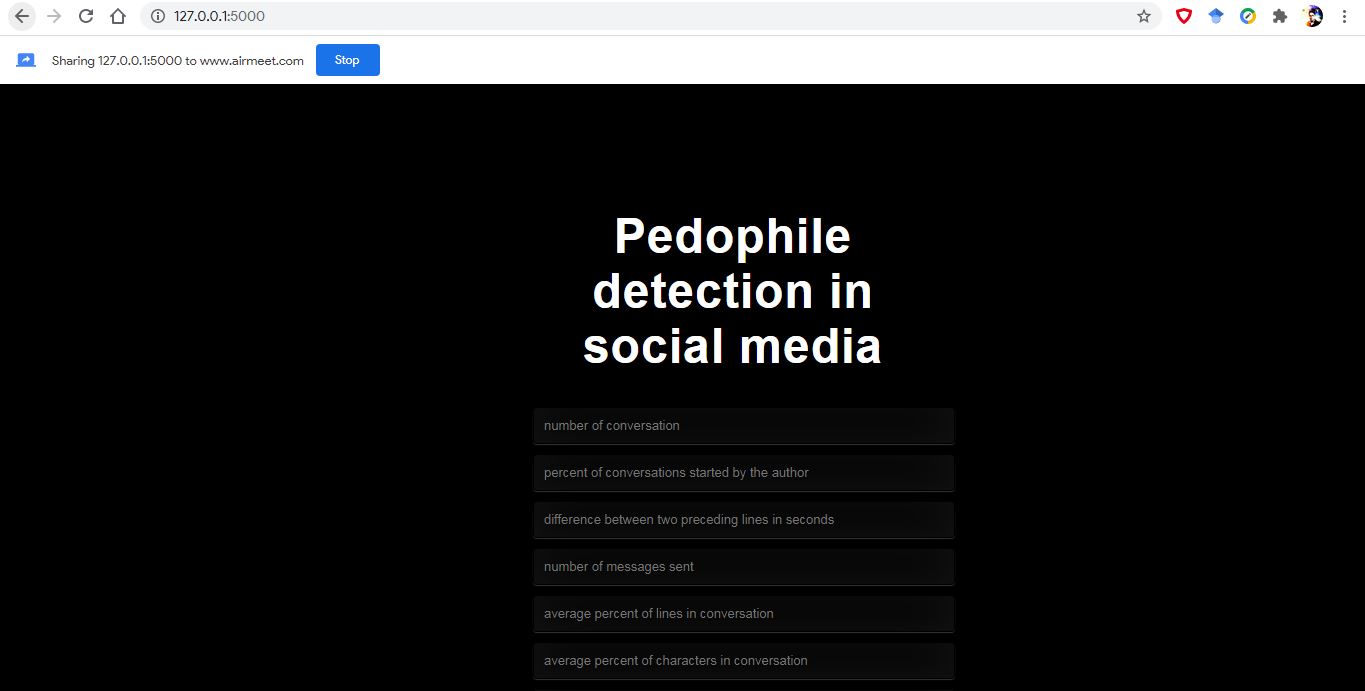 127.0.0.1:5000
Sharing 127.0.0.1:5000 to www.airmeet.com
Stop
Pedophile
detection in
social media
number of conversation
percent of conversations started by the author
difference between two preceding lines in seconds
number of messages sent
average percent of lines in conversation
average percent of characters in conversation